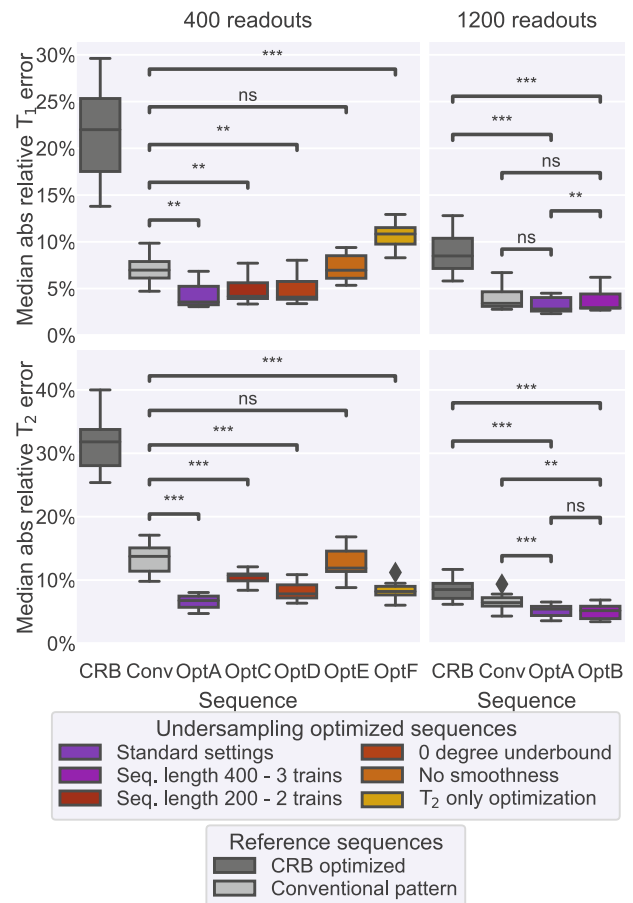 400 readouts 1200 readouts
Median abs relative T1 error
30%
25%
20%
15%
10%
5%
0%
***
ns
**
**
**
***
***
ns
**
ns
Median abs relative T2 error
40%
30%
20%
10%
0%
***
ns
***
***
***
***
***
**
ns
***
CRB Conv OptA OptC OptD OptE OptF
Sequence
CRB Conv OptA OptB
Sequence
Undersampling optimized sequences
Standard settings
Seq. length 400 - 3 trains
Seq. length 200 - 2 trains
0 degree underbound
No smoothness
T2 only optimization
Reference sequences
CRB optimized
Conventional pattern